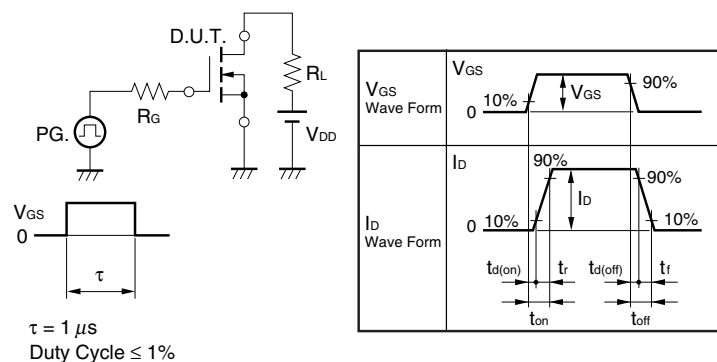 D.U.T.
RL
RG
PG.
VDD
VGS
0
τ
τ = 1 μs
Duty Cycle ≤ 1%
VGS
Wave Form
VGS
10%
0
VGS
90%
ID
Wave Form
ID
90%
90%
10%
0
ID
10%
td(on)
tr
td(off)
tf
ton
toff